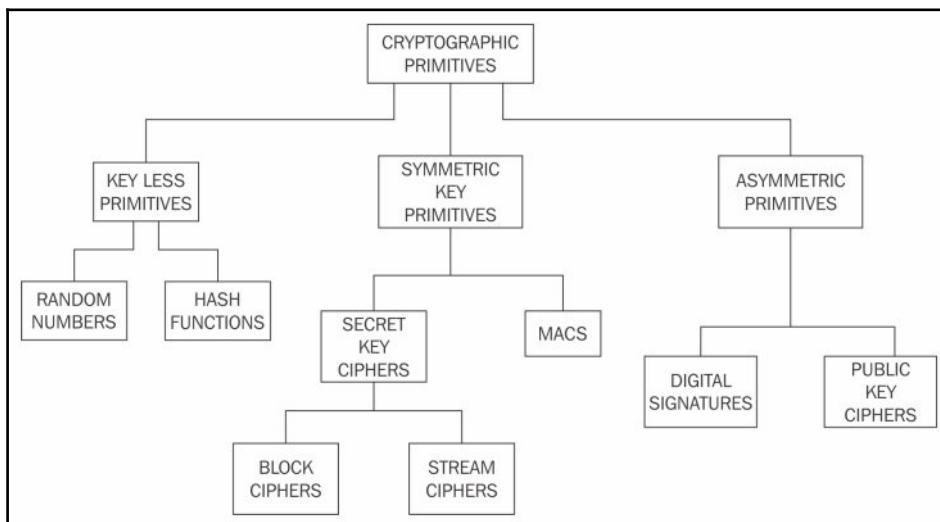 CRYPTOGRAPHIC
PRIMITIVES
KEY LESS
PRIMITIVES
SYMMETRIC
KEY
PRIMITIVES
ASYMMETRIC
PRIMITIVES
RANDOM
NUMBERS
HASH
FUNCTIONS
SECRET
KEY
CIPHERS
MACS
DIGITAL
SIGNATURES
PUBLIC
KEY
CIPHERS
BLOCK
CIPHERS
STREAM
CIPHERS